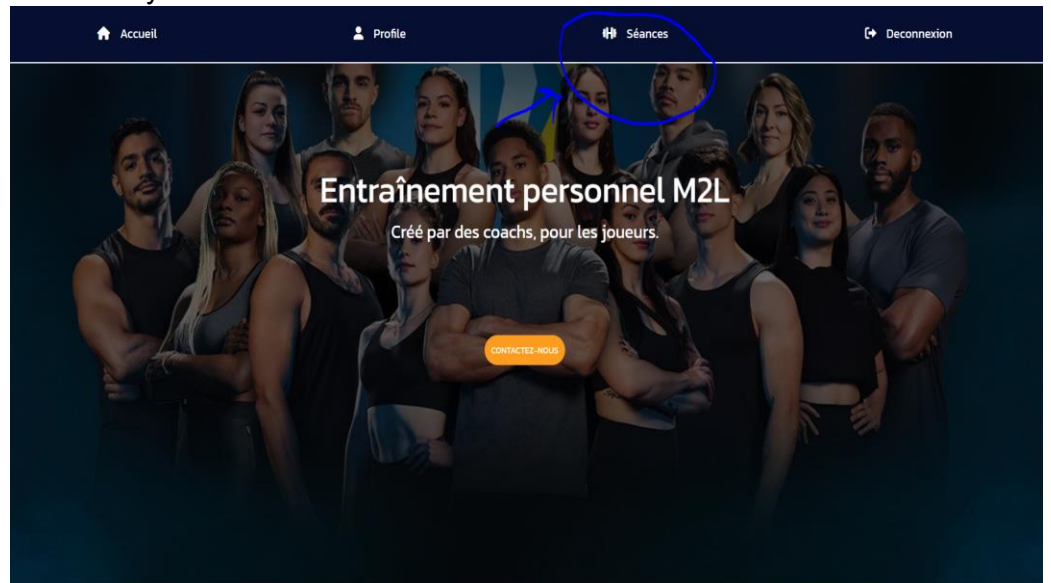 Accueil
Profile
Séances
Deconnexion
Entraînement personnel M2L
Créé par des coachs, pour les joueurs.
CONTACTEZ-NOUS